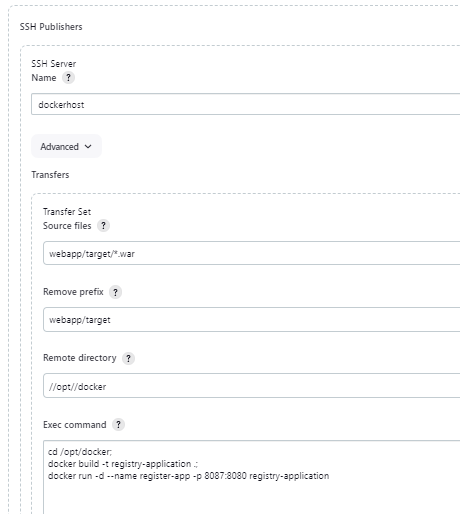 SSH Publishers
SSH Server
Name ?
dockerhost
Advanced
Transfers
Transfer Set
Source files ?
webapp/target/*.war
Remove prefix ?
webapp/target
Remote directory ?
//opt//docker
Exec command ?
cd /opt/docker;
docker build -t registry-application .;
docker run -d --name register-app -p 8087:8080 registry-application